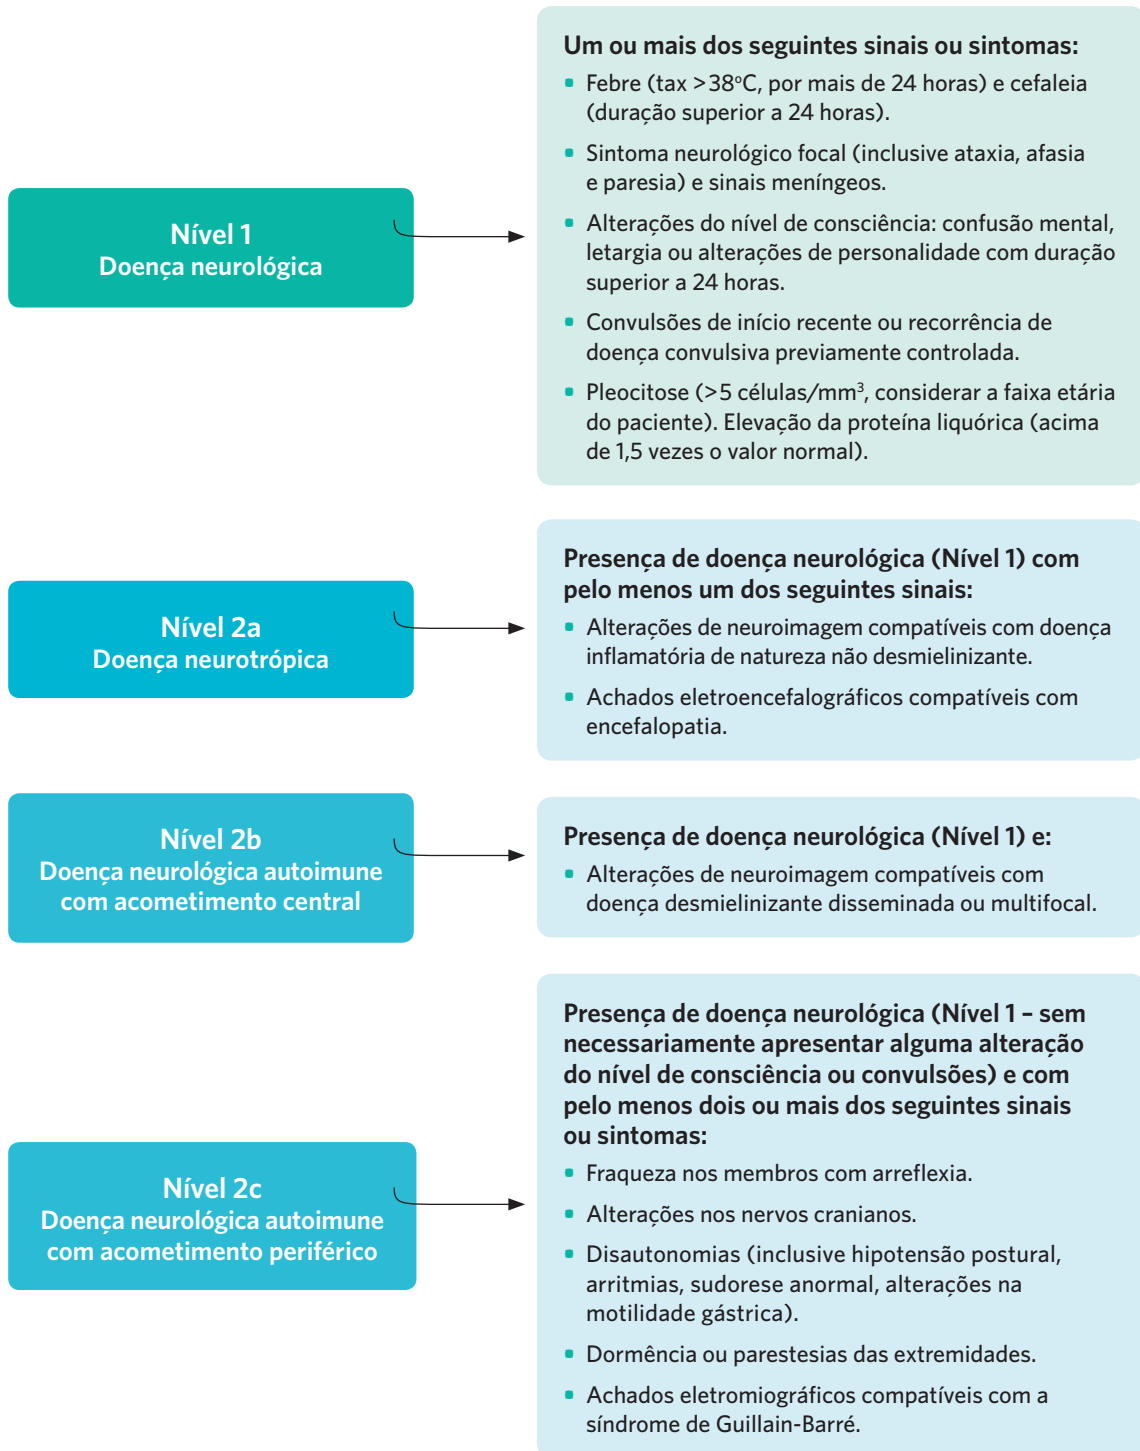 Um ou mais dos seguintes sinais ou sintomas:
▪ Febre (tax >38ºC, por mais de 24 horas) e cefaleia
(duração superior a 24 horas).
▪ Sintoma neurológico focal (inclusive ataxia, afasia
e paresia) e sinais meníngeos.
▪ Alterações do nível de consciência: confusão mental,
letargia ou alterações de personalidade com duração
superior a 24 horas.
▪ Convulsões de início recente ou recorrência de
doença convulsiva previamente controlada.
▪ Pleocitose (>5 células/mm³, considerar a faixa etária
do paciente). Elevação da proteína liquórica (acima
de 1,5 vezes o valor normal).
Nível 1
Doença neurológica
Presença de doença neurológica (Nível 1) com
pelo menos um dos seguintes sinais:
▪ Alterações de neuroimagem compatíveis com doença
inflamatória de natureza não desmielinizante.
▪ Achados eletroencefalográficos compatíveis com
encefalopatia.
Nível 2a
Doença neurotrópica
Presença de doença neurológica (Nível 1) e:
▪ Alterações de neuroimagem compatíveis com
doença desmielinizante disseminada ou multifocal.
Nível 2b
Doença neurológica autoimune
com acometimento central
Presença de doença neurológica (Nível 1 – sem
necessariamente apresentar alguma alteração
do nível de consciência ou convulsões) e com
pelo menos dois ou mais dos seguintes sinais
ou sintomas:
▪ Fraqueza nos membros com arreflexia.
▪ Alterações nos nervos cranianos.
▪ Disautonomias (inclusive hipotensão postural,
arritmias, sudorese anormal, alterações na
motilidade gástrica).
▪ Dormência ou parestesias das extremidades.
▪ Achados eletromiográficos compatíveis com a
síndrome de Guillain-Barré.
Nível 2c
Doença neurológica autoimune
com acometimento periférico